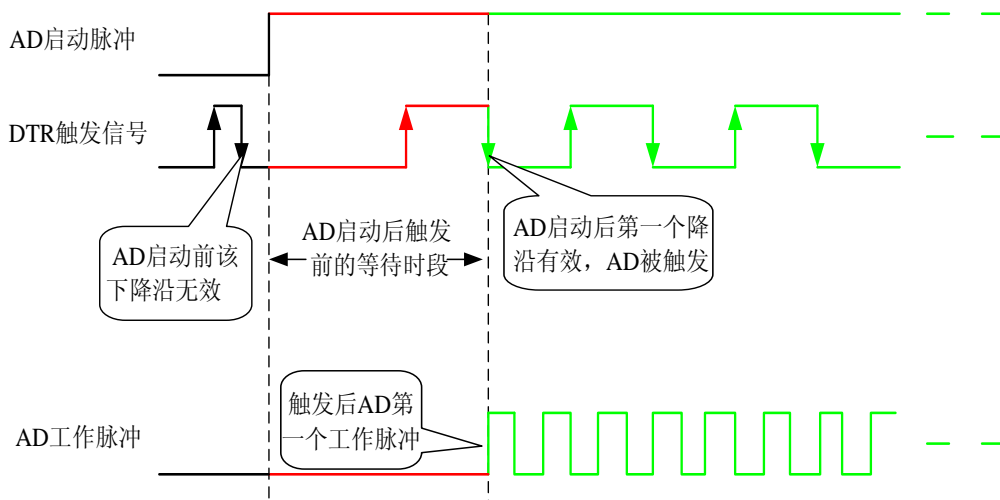 AD启动脉冲
DTR触发信号
AD启动前该
下降沿无效
AD启动后触发
前的等待时段
AD启动后第一个降
沿有效，AD被触发
触发后AD第
一个工作脉冲
AD工作脉冲